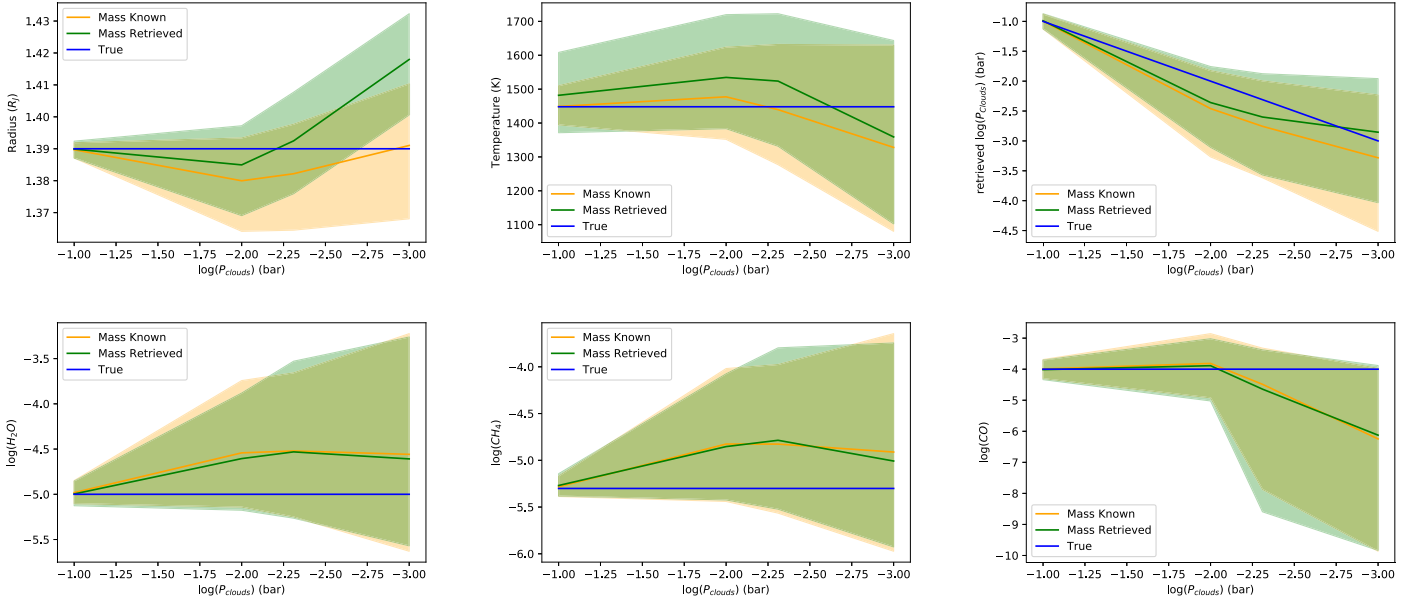 Radius (R_J)
1.43
1.42
1.41
1.40
1.39
1.38
1.37
Mass Known
Mass Retrieved
True
−1.00 −1.25 −1.50 −1.75 −2.00 −2.25 −2.50 −2.75 −3.00
log(P_clouds) (bar)
Temperature (K)
1700
1600
1500
1400
1300
1200
1100
Mass Known
Mass Retrieved
True
−1.00 −1.25 −1.50 −1.75 −2.00 −2.25 −2.50 −2.75 −3.00
log(P_clouds) (bar)
retrieved log(P_Clouds) (bar)
−1.0
−1.5
−2.0
−2.5
−3.0
−3.5
−4.0
−4.5
Mass Known
Mass Retrieved
True
−1.00 −1.25 −1.50 −1.75 −2.00 −2.25 −2.50 −2.75 −3.00
log(P_clouds) (bar)
log(H₂O)
−3.5
−4.0
−4.5
−5.0
−5.5
Mass Known
Mass Retrieved
True
−1.00 −1.25 −1.50 −1.75 −2.00 −2.25 −2.50 −2.75 −3.00
log(P_clouds) (bar)
log(CH₄)
−4.0
−4.5
−5.0
−5.5
−6.0
Mass Known
Mass Retrieved
True
−1.00 −1.25 −1.50 −1.75 −2.00 −2.25 −2.50 −2.75 −3.00
log(P_clouds) (bar)
log(CO)
−3
−4
−5
−6
−7
−8
−9
−10
Mass Known
Mass Retrieved
True
−1.00 −1.25 −1.50 −1.75 −2.00 −2.25 −2.50 −2.75 −3.00
log(P_clouds) (bar)